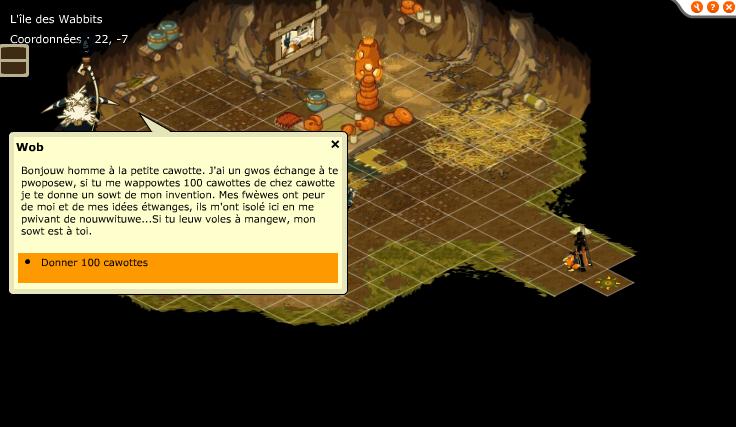 L'île des Wabbits
Coordonnées : 22, -7
Wob
Bonjouw homme à la petite cawotte. J'ai un gwos échange à te
pwoposew, si tu me wappowtes 100 cawottes de chez cawotte
je te donne un sowt de mon invention. Mes fwèwes ont peuw
de moi et de mes idées étwanges, ils m'ont isolé ici en me
pwivant de nouwwituwe...Si tu leuw voles à mangew, mon
sowt est à toi.
Donner 100 cawottes